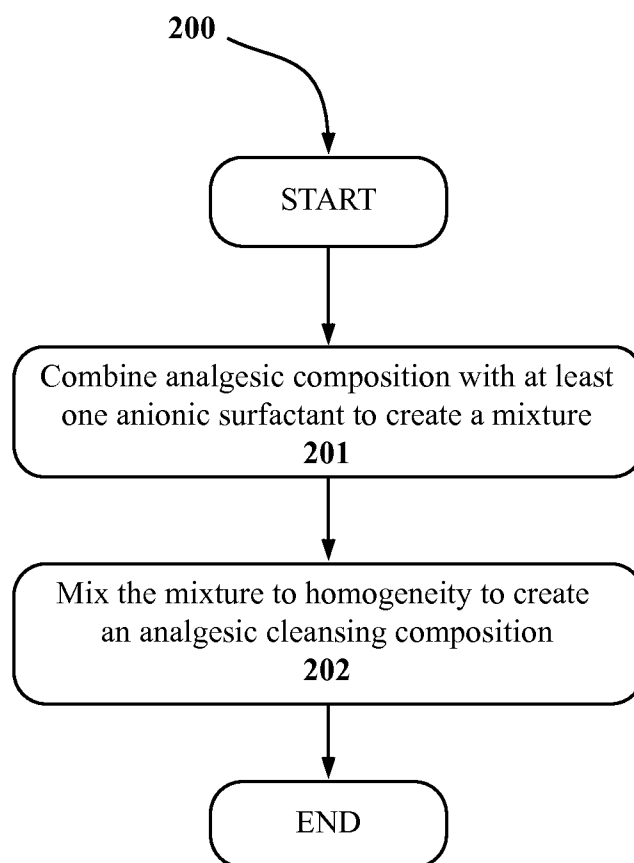 200
START
Combine analgesic composition with at least
one anionic surfactant to create a mixture
201
Mix the mixture to homogeneity to create
an analgesic cleansing composition
202
END